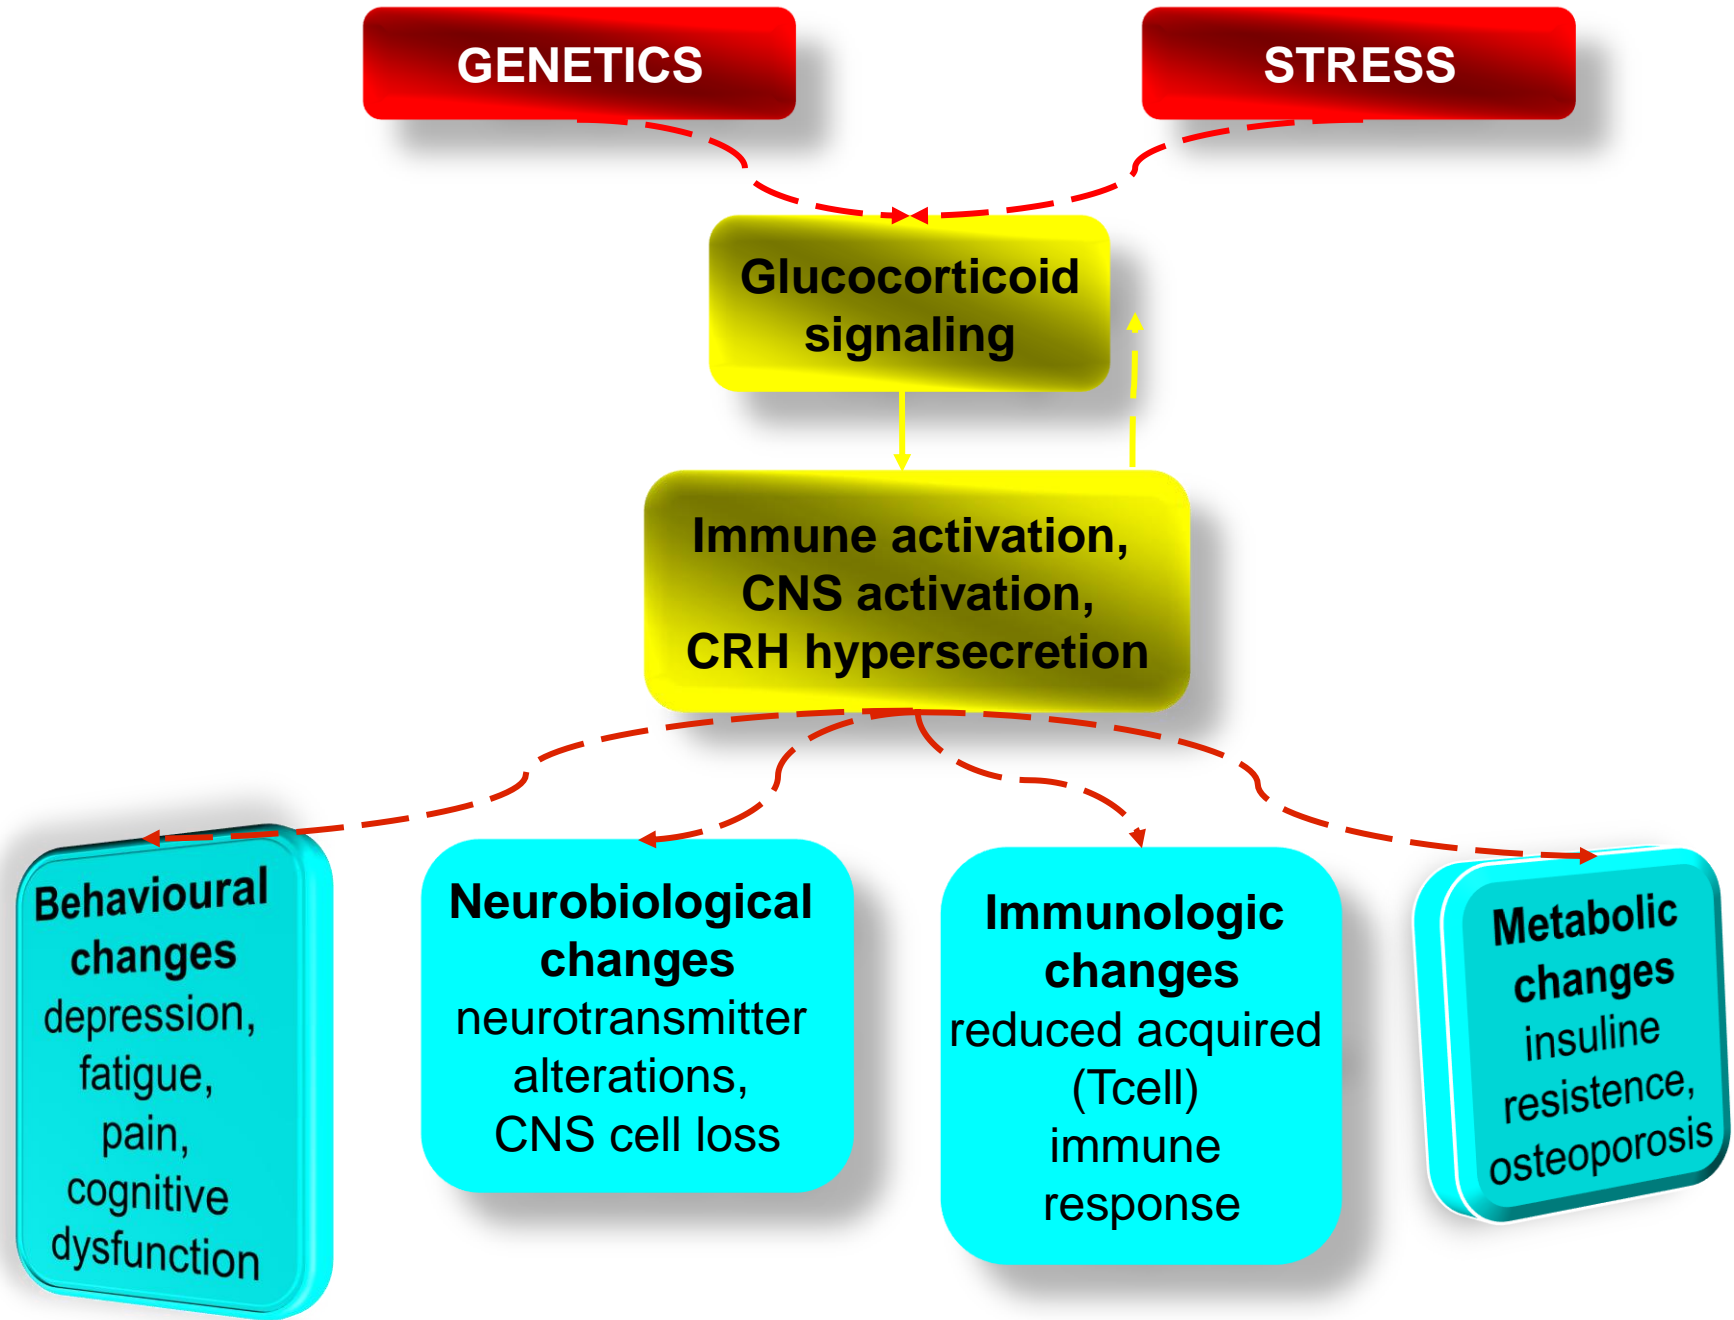 GENETICS
STRESS
Glucocorticoid
signaling
Immune activation,
CNS activation,
CRH hypersecretion
Behavioural
changes
depression,
fatigue,
pain,
cognitive
dysfunction
Neurobiological
changes
neurotransmitter
alterations,
CNS cell loss
Immunologic
changes
reduced acquired
(Tcell)
immune
response
Metabolic
changes
insuline
resistence,
osteoporosis